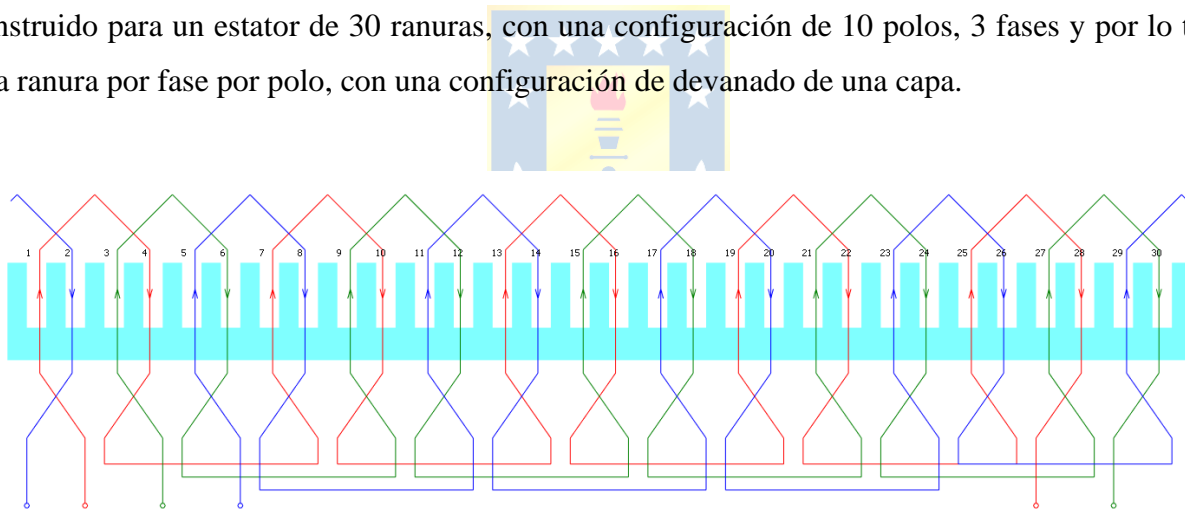 nstruido para un estator de 30 ranuras, con una configuración de 10 polos, 3 fases y por lo t
a ranura por fase por polo, con una configuración de devanado de una capa.
1 2 3 4 5 6 7 8 9 10 11 12 13 14 15 16 17 18 19 20 21 22 23 24 25 26 27 28 29 30